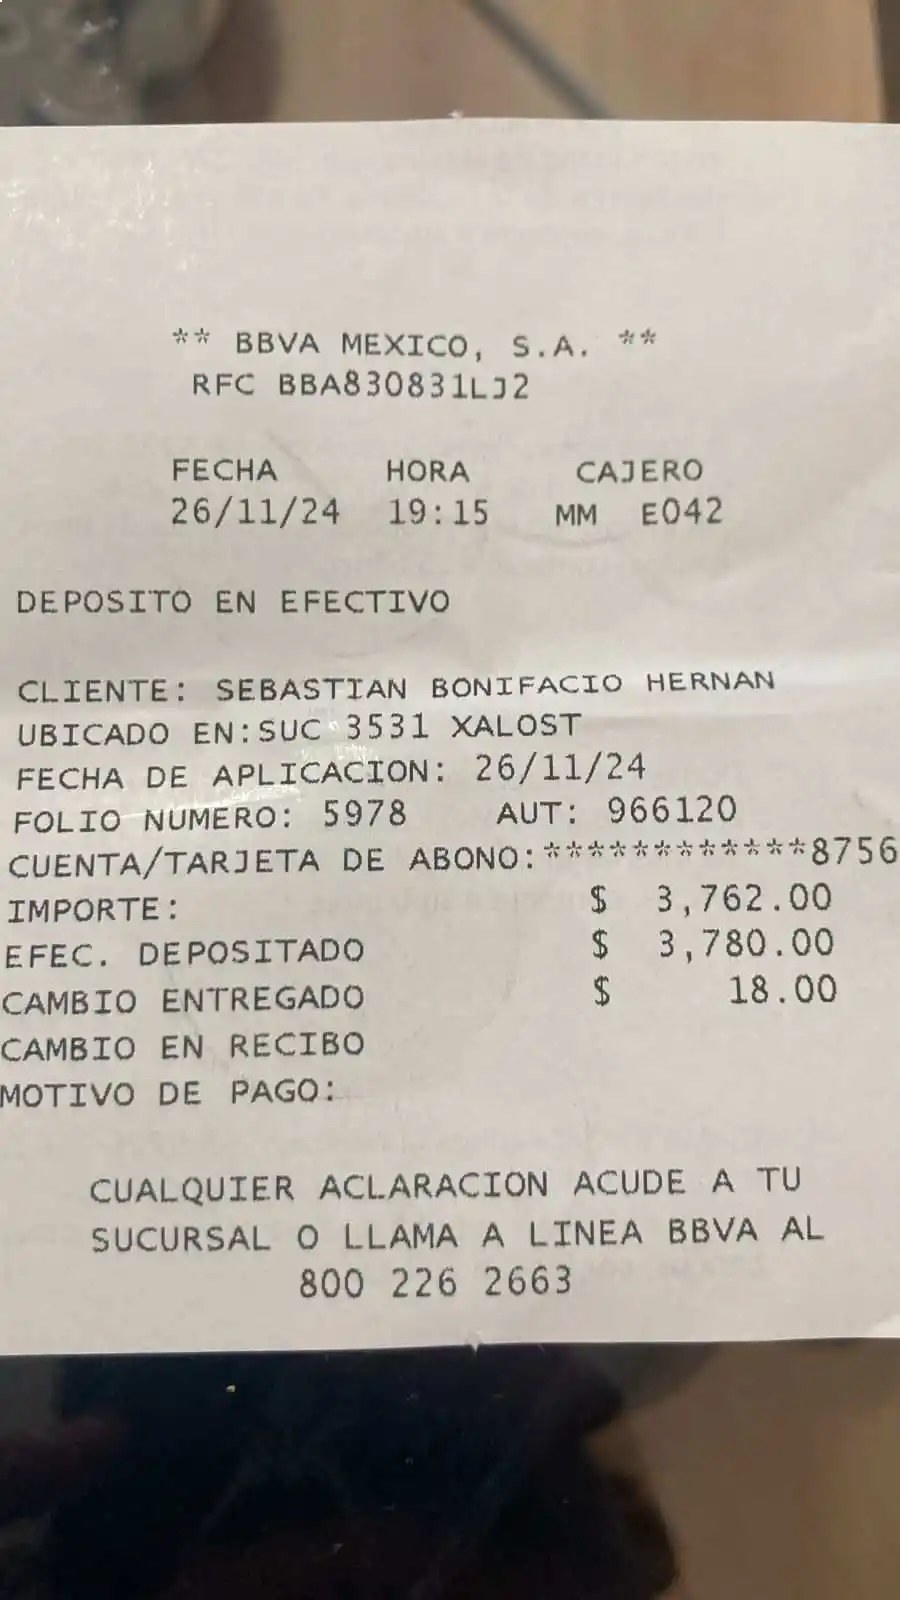 ** BBVA MEXICO, S.A. **
RFC BBA830831LJ2
FECHA HORA CAJERO
26/11/24 19:15 MM E042
DEPOSITO EN EFECTIVO
CLIENTE: SEBASTIAN BONIFACIO HERNAN
UBICADO EN:SUC 3531 XALOST
FECHA DE APLICACION: 26/11/24
FOLIO NUMERO: 5978 AUT: 966120
CUENTA/TARJETA DE ABONO:************8756
IMPORTE: $ 3,762.00
EFEC. DEPOSITADO $ 3,780.00
CAMBIO ENTREGADO $ 18.00
CAMBIO EN RECIBO
MOTIVO DE PAGO:
CUALQUIER ACLARACION ACUDE A TU
SUCURSAL O LLAMA A LINEA BBVA AL
800 226 2663